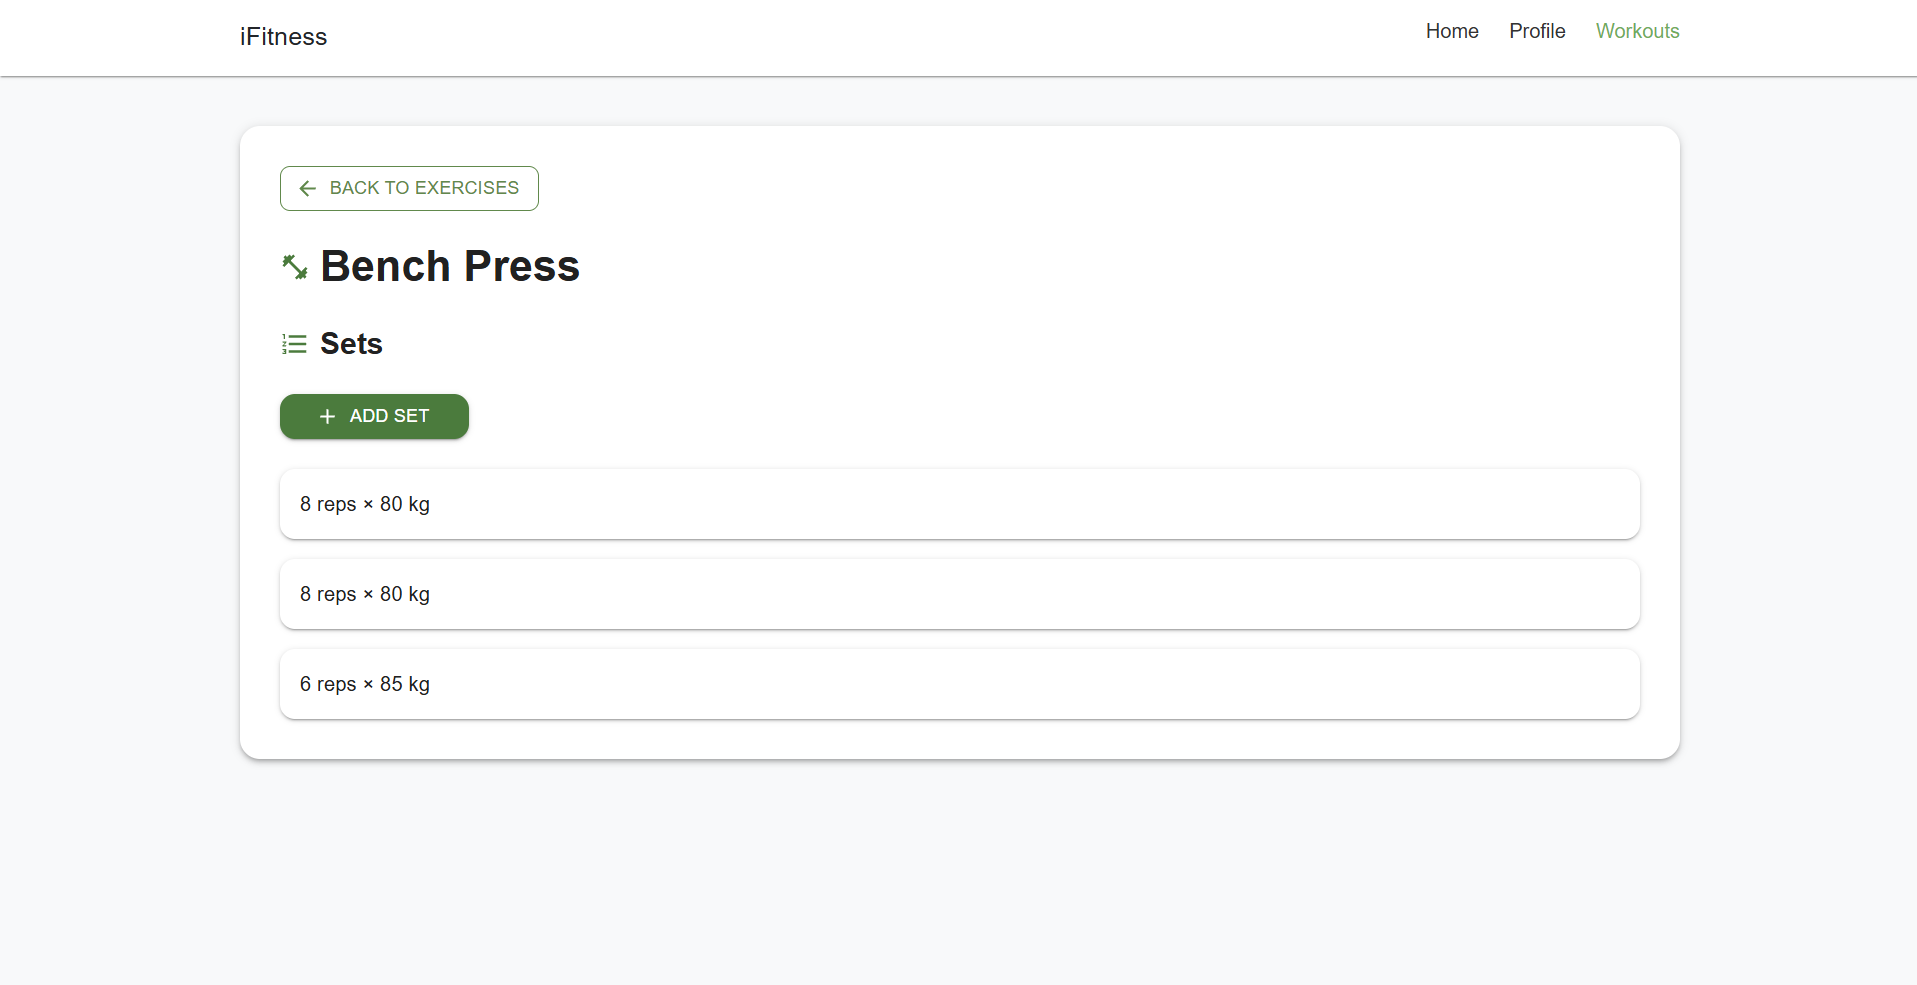 iFitness
Home Profile Workouts
BACK TO EXERCISES
Bench Press
Sets
ADD SET
8 reps × 80 kg
8 reps × 80 kg
6 reps × 85 kg